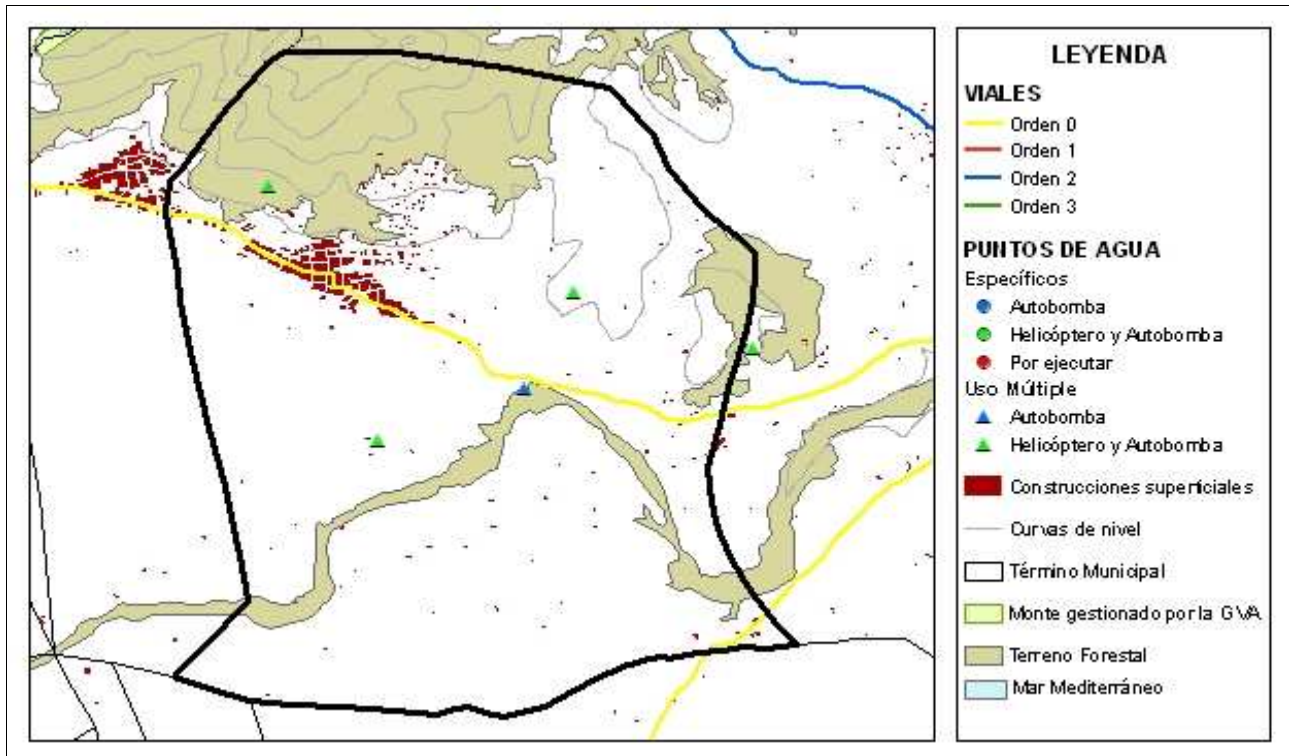 LEYENDA
VIALES
Orden 0
Orden 1
Orden 2
Orden 3
PUNTOS DE AGUA
Específicos
Autobomba
Helicóptero y Autobomba
Por ejecutar
Uso Múltiple
Autobomba
Helicóptero y Autobomba
Construcciones superficiales
Curvas de nivel
Término Municipal
Monte gestionado por la GVA
Terreno Forestal
Mar Mediterráneo